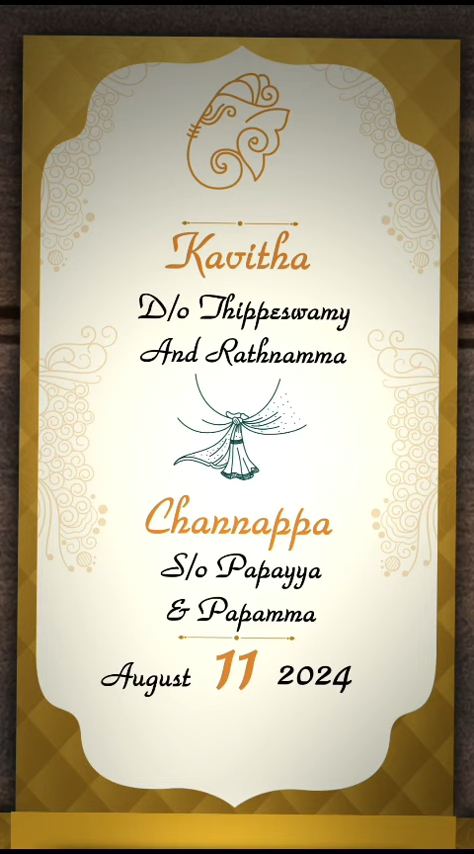 Kavitha
D/o Thippeswamy
And Rathnamma
Channappa
S/o Papayya
& Papamma
August 11 2024